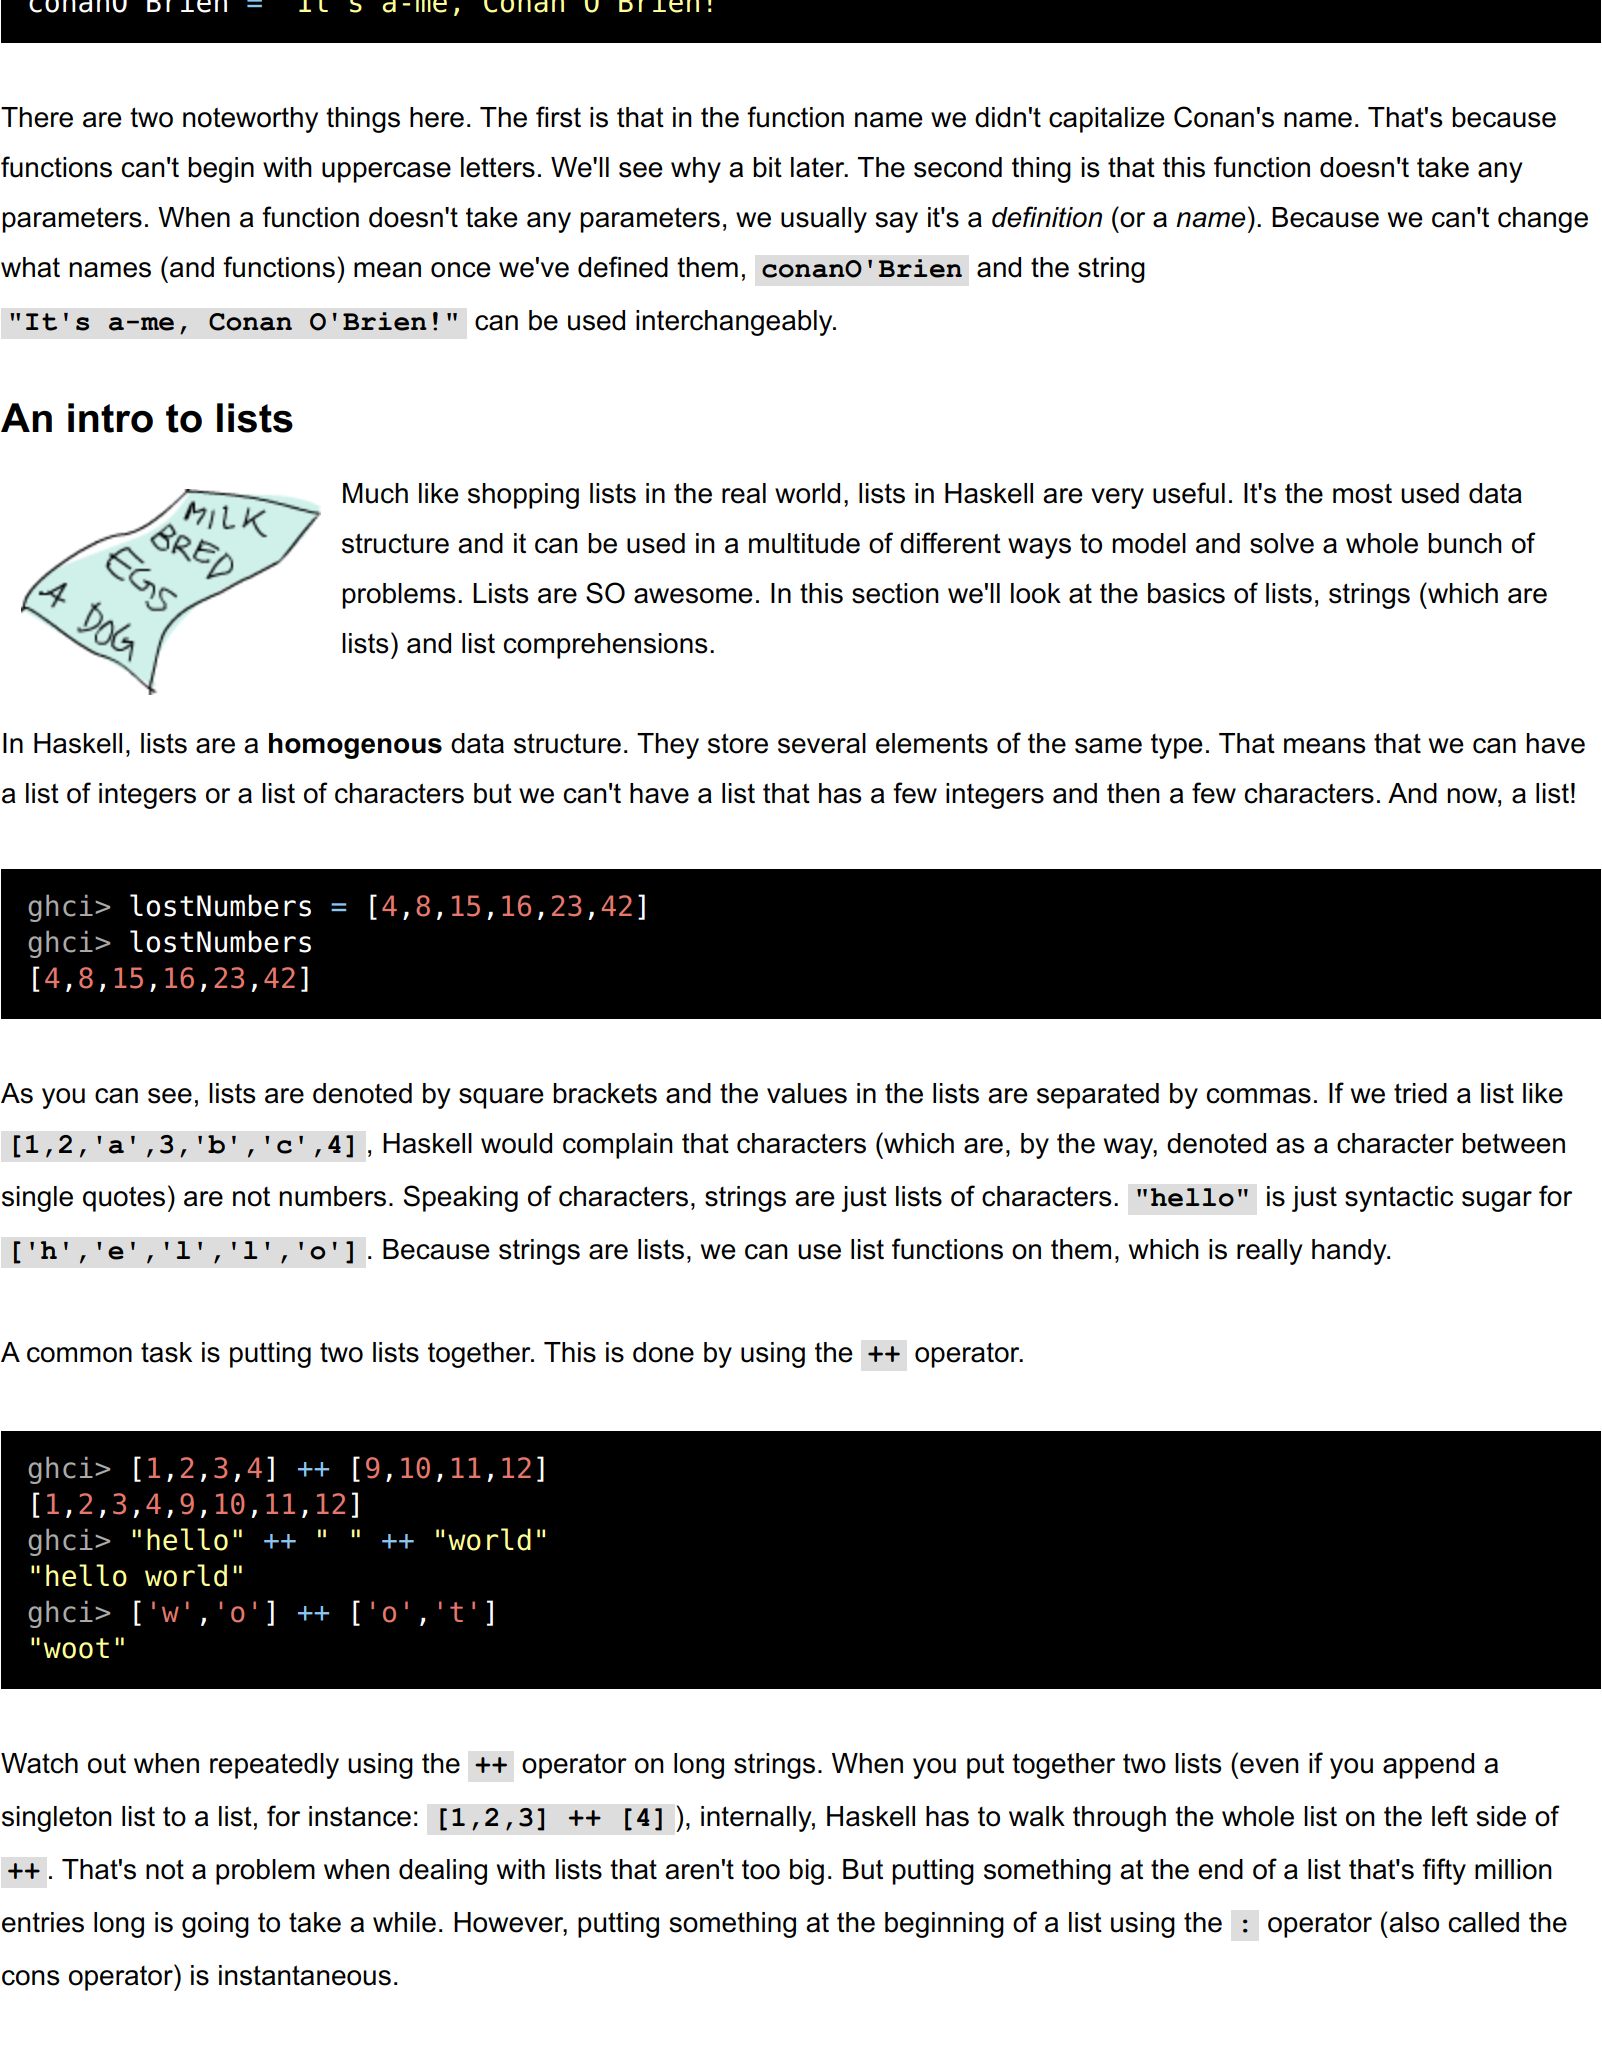 conanO'Brien = "It's a-me, Conan O'Brien!"
There are two noteworthy things here. The first is that in the function name we didn't capitalize Conan's name. That's because
functions can't begin with uppercase letters. We'll see why a bit later. The second thing is that this function doesn't take any
parameters. When a function doesn't take any parameters, we usually say it's a definition (or a name). Because we can't change
what names (and functions) mean once we've defined them, conanO'Brien and the string
"It's a-me, Conan O'Brien!" can be used interchangeably.
An intro to lists
MILK
BRED
EGS
A DOG
Much like shopping lists in the real world, lists in Haskell are very useful. It's the most used data
structure and it can be used in a multitude of different ways to model and solve a whole bunch of
problems. Lists are SO awesome. In this section we'll look at the basics of lists, strings (which are
lists) and list comprehensions.
In Haskell, lists are a homogenous data structure. They store several elements of the same type. That means that we can have
a list of integers or a list of characters but we can't have a list that has a few integers and then a few characters. And now, a list!
ghci> lostNumbers = [4,8,15,16,23,42]
ghci> lostNumbers
[4,8,15,16,23,42]
As you can see, lists are denoted by square brackets and the values in the lists are separated by commas. If we tried a list like
[1,2,'a',3,'b','c',4], Haskell would complain that characters (which are, by the way, denoted as a character between
single quotes) are not numbers. Speaking of characters, strings are just lists of characters. "hello" is just syntactic sugar for
['h','e','l','l','o']. Because strings are lists, we can use list functions on them, which is really handy.
A common task is putting two lists together. This is done by using the ++ operator.
ghci> [1,2,3,4] ++ [9,10,11,12]
[1,2,3,4,9,10,11,12]
ghci> "hello" ++ " " ++ "world"
"hello world"
ghci> ['w','o'] ++ ['o','t']
"woot"
Watch out when repeatedly using the ++ operator on long strings. When you put together two lists (even if you append a
singleton list to a list, for instance: [1,2,3] ++ [4]), internally, Haskell has to walk through the whole list on the left side of
++. That's not a problem when dealing with lists that aren't too big. But putting something at the end of a list that's fifty million
entries long is going to take a while. However, putting something at the beginning of a list using the : operator (also called the
cons operator) is instantaneous.